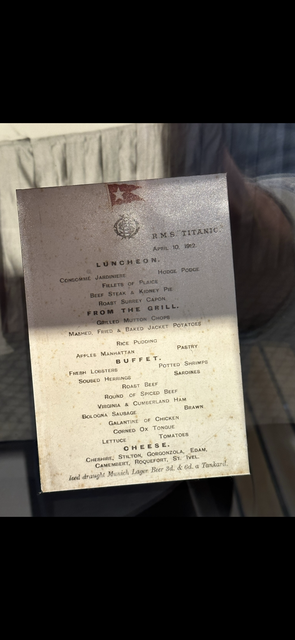 R.M.S. "TITANIC"
APRIL 10, 1912.
LUNCHEON.
CONSOMMÉ JARDINIÈRE HODGE PODGE
FILLETS OF PLAICE
BEEF STEAK & KIDNEY PIE
ROAST SURREY CAPON
FROM THE GRILL.
GRILLED MUTTON CHOPS
MASHED, FRIED & BAKED JACKET POTATOES
RICE PUDDING
APPLES MANHATTAN PASTRY
BUFFET.
FRESH LOBSTERS POTTED SHRIMPS
SOUSED HERRINGS SARDINES
ROAST BEEF
ROUND OF SPICED BEEF
VIRGINIA & CUMBERLAND HAM
BOLOGNA SAUSAGE BRAWN
GALANTINE OF CHICKEN
CORNED OX TONGUE
LETTUCE TOMATOES
CHEESE.
CHESHIRE, STILTON, GORGONZOLA, EDAM,
CAMEMBERT, ROQUEFORT, ST. IVEL.
Iced draught Munich Lager Beer 3d. & 6d. a Tankard.